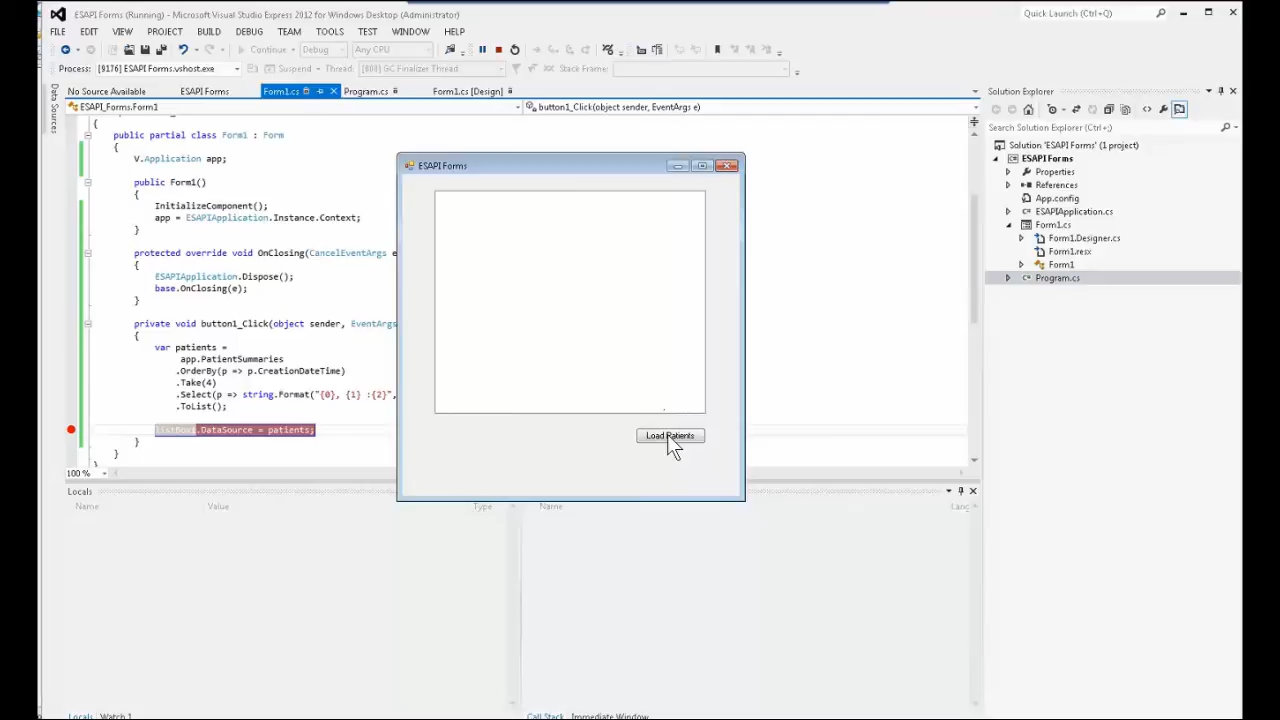 ESAPI Forms (Running) - Microsoft Visual Studio Express 2012 for Windows Desktop (Administrator)
Quick Launch (Ctrl+Q)
FILE EDIT VIEW PROJECT BUILD DEBUG TEAM TOOLS TEST WINDOW HELP
Continue Debug Any CPU
Process: [9176] ESAPI Forms.vshost.exe Suspend Thread: [800] GC Finalizer Thread Stack Frame:
Data Sources
No Source Available ESAPI Forms Form1.cs Program.cs Form1.cs [Design]
ESAPI_Forms.Form1 button1_Click(object sender, EventArgs e)
{
public partial class Form1 : Form
{
V.Application app;
public Form1()
{
InitializeComponent();
app = ESAPIApplication.Instance.Context;
}
protected override void OnClosing(CancelEventArgs e
{
ESAPIApplication.Dispose();
base.OnClosing(e);
}
private void button1_Click(object sender, EventArgs
{
var patients =
app.PatientSummaries
.OrderBy(p => p.CreationDateTime)
.Take(4)
.Select(p => string.Format("{0}, {1} :{2}",
.ToList();
listBox1.DataSource = patients;
}
}
100 %
ESAPI Forms
Load Patients
Locals
Name Value Type
Name Lang
Locals Watch 1
Call Stack Immediate Window
Solution Explorer
Search Solution Explorer (Ctrl+;)
Solution 'ESAPI Forms' (1 project)
ESAPI Forms
Properties
References
App.config
ESAPIApplication.cs
Form1.cs
Form1.Designer.cs
Form1.resx
Form1
Program.cs